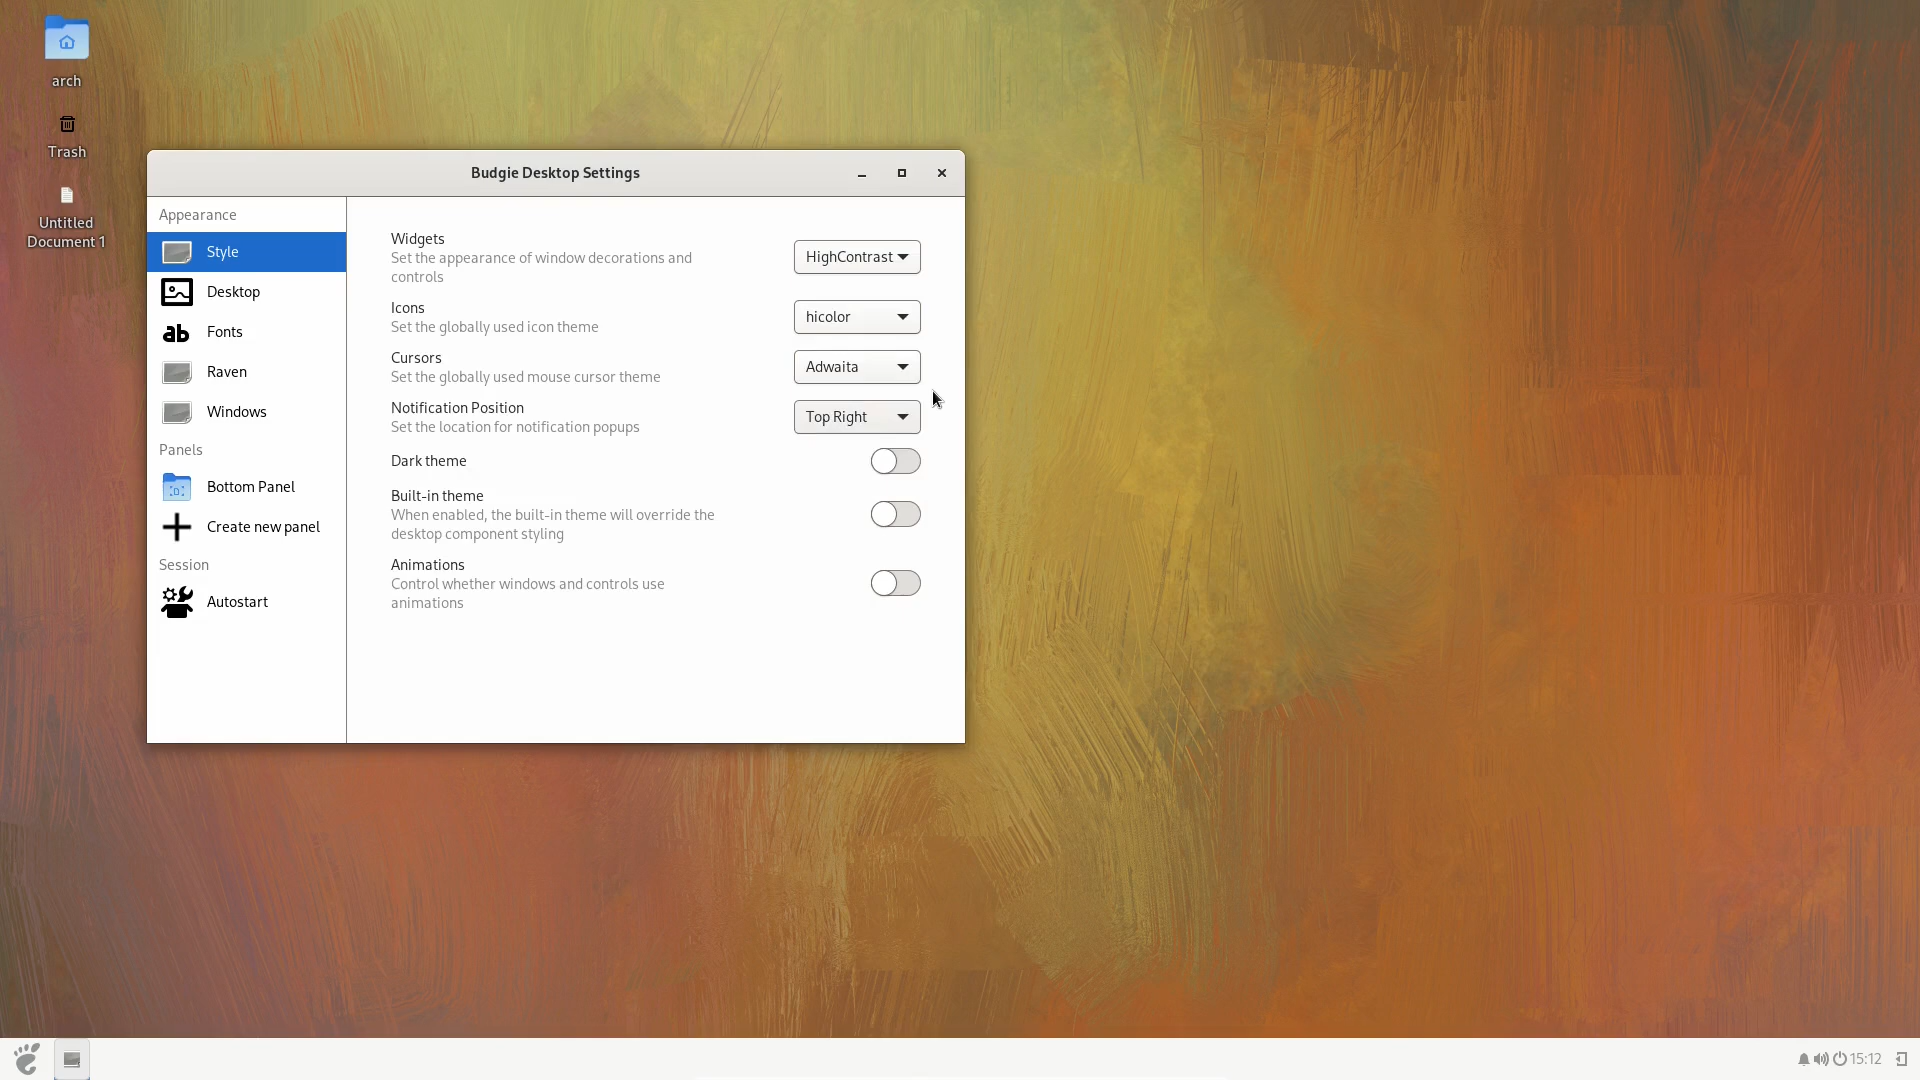 arch
Trash
Untitled
Document 1
Budgie Desktop Settings
Appearance
Style
Desktop
Fonts
Raven
Windows
Panels
Bottom Panel
Create new panel
Session
Autostart
Widgets
Set the appearance of window decorations and
controls
HighContrast
Icons
Set the globally used icon theme
hicolor
Cursors
Set the globally used mouse cursor theme
Adwaita
Notification Position
Set the location for notification popups
Top Right
Dark theme
Built-in theme
When enabled, the built-in theme will override the
desktop component styling
Animations
Control whether windows and controls use
animations
15:12